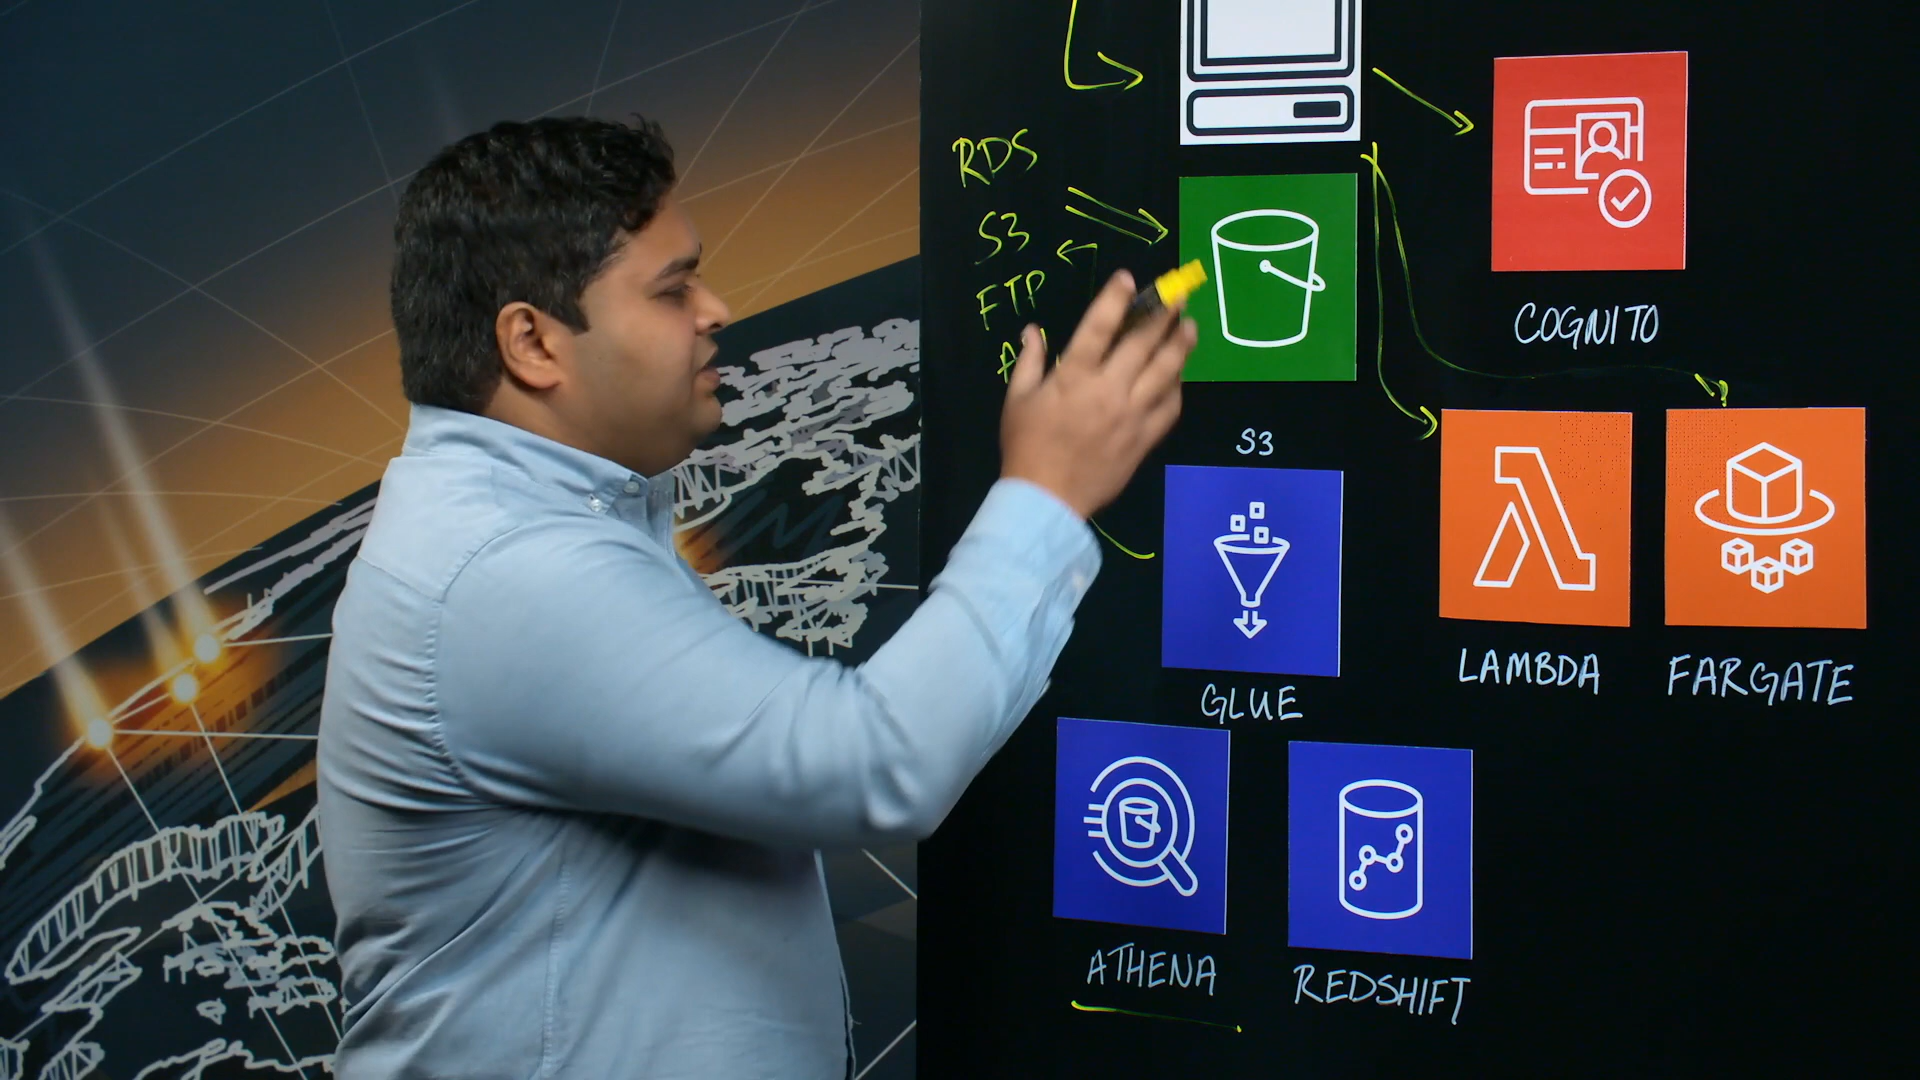 RDS
S3
FTP
COGNITO
S3
GLUE
LAMBDA
FARGATE
ATHENA
REDSHIFT